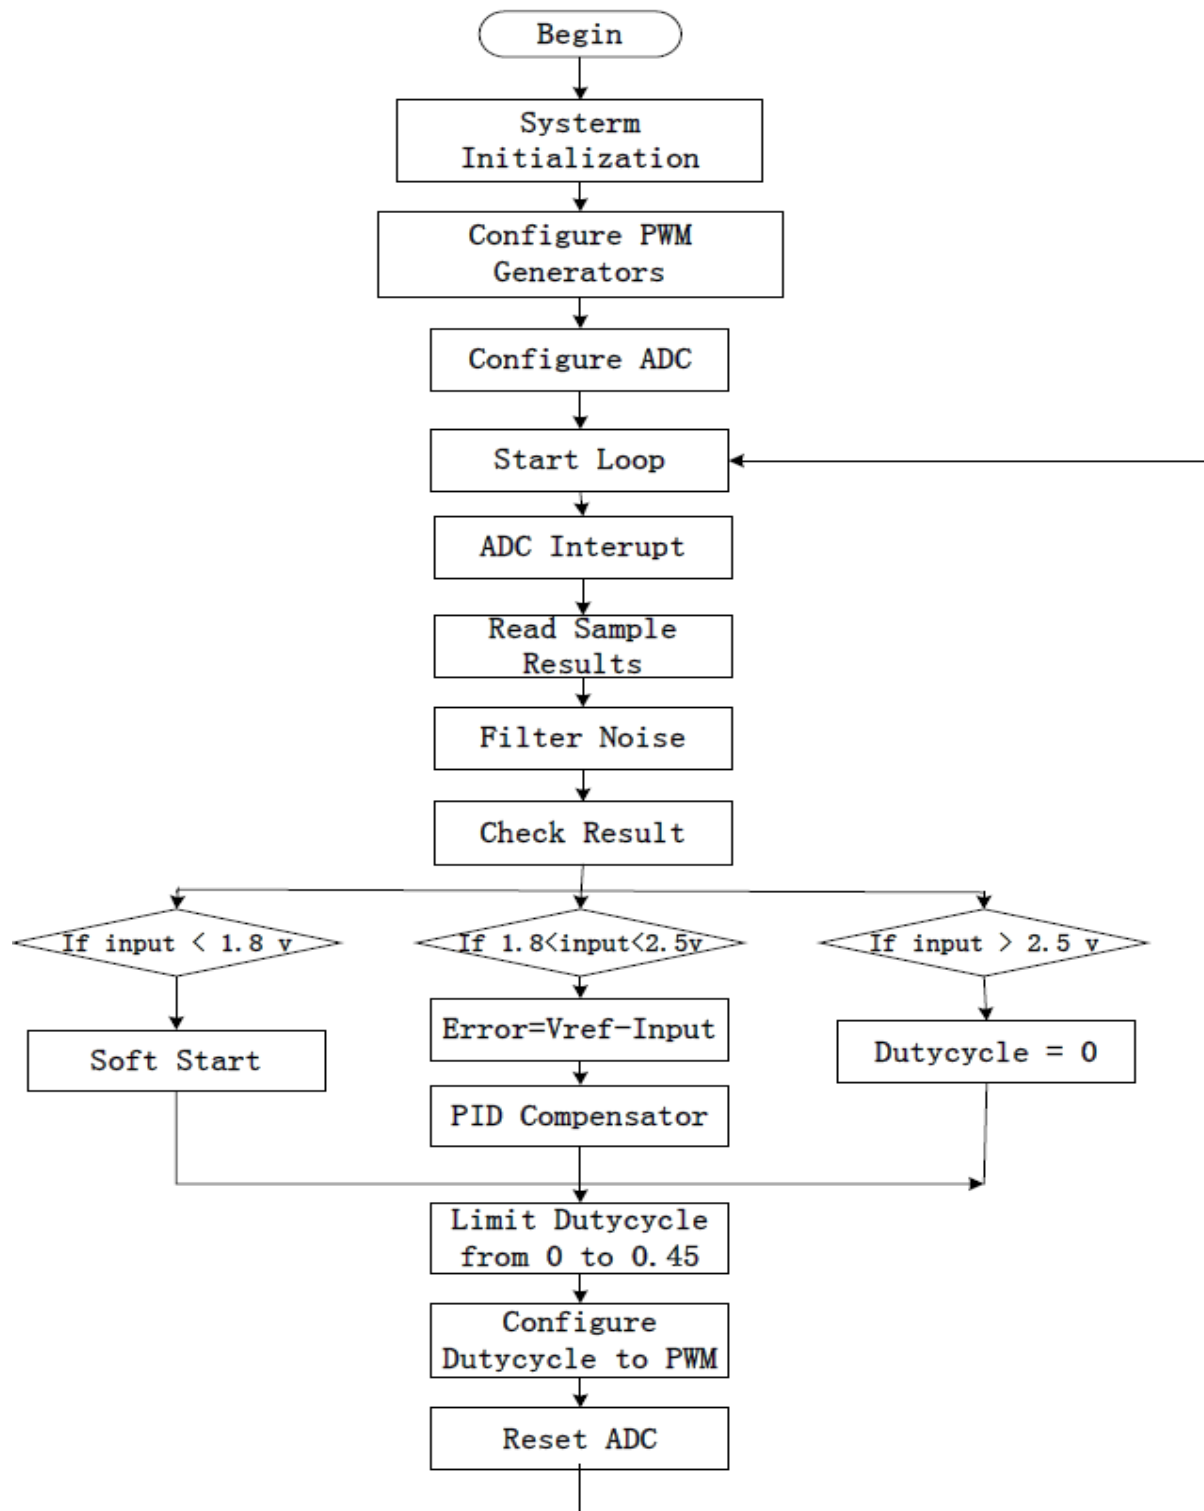 Begin
Systerm
Initialization
Configure PWM
Generators
Configure ADC
Start Loop
ADC Interupt
Read Sample
Results
Filter Noise
Check Result
If input < 1.8 v
If 1.8<input<2.5v
If input > 2.5 v
Soft Start
Error=Vref-Input
Dutycycle = 0
PID Compensator
Limit Dutycycle
from 0 to 0.45
Configure
Dutycycle to PWM
Reset ADC